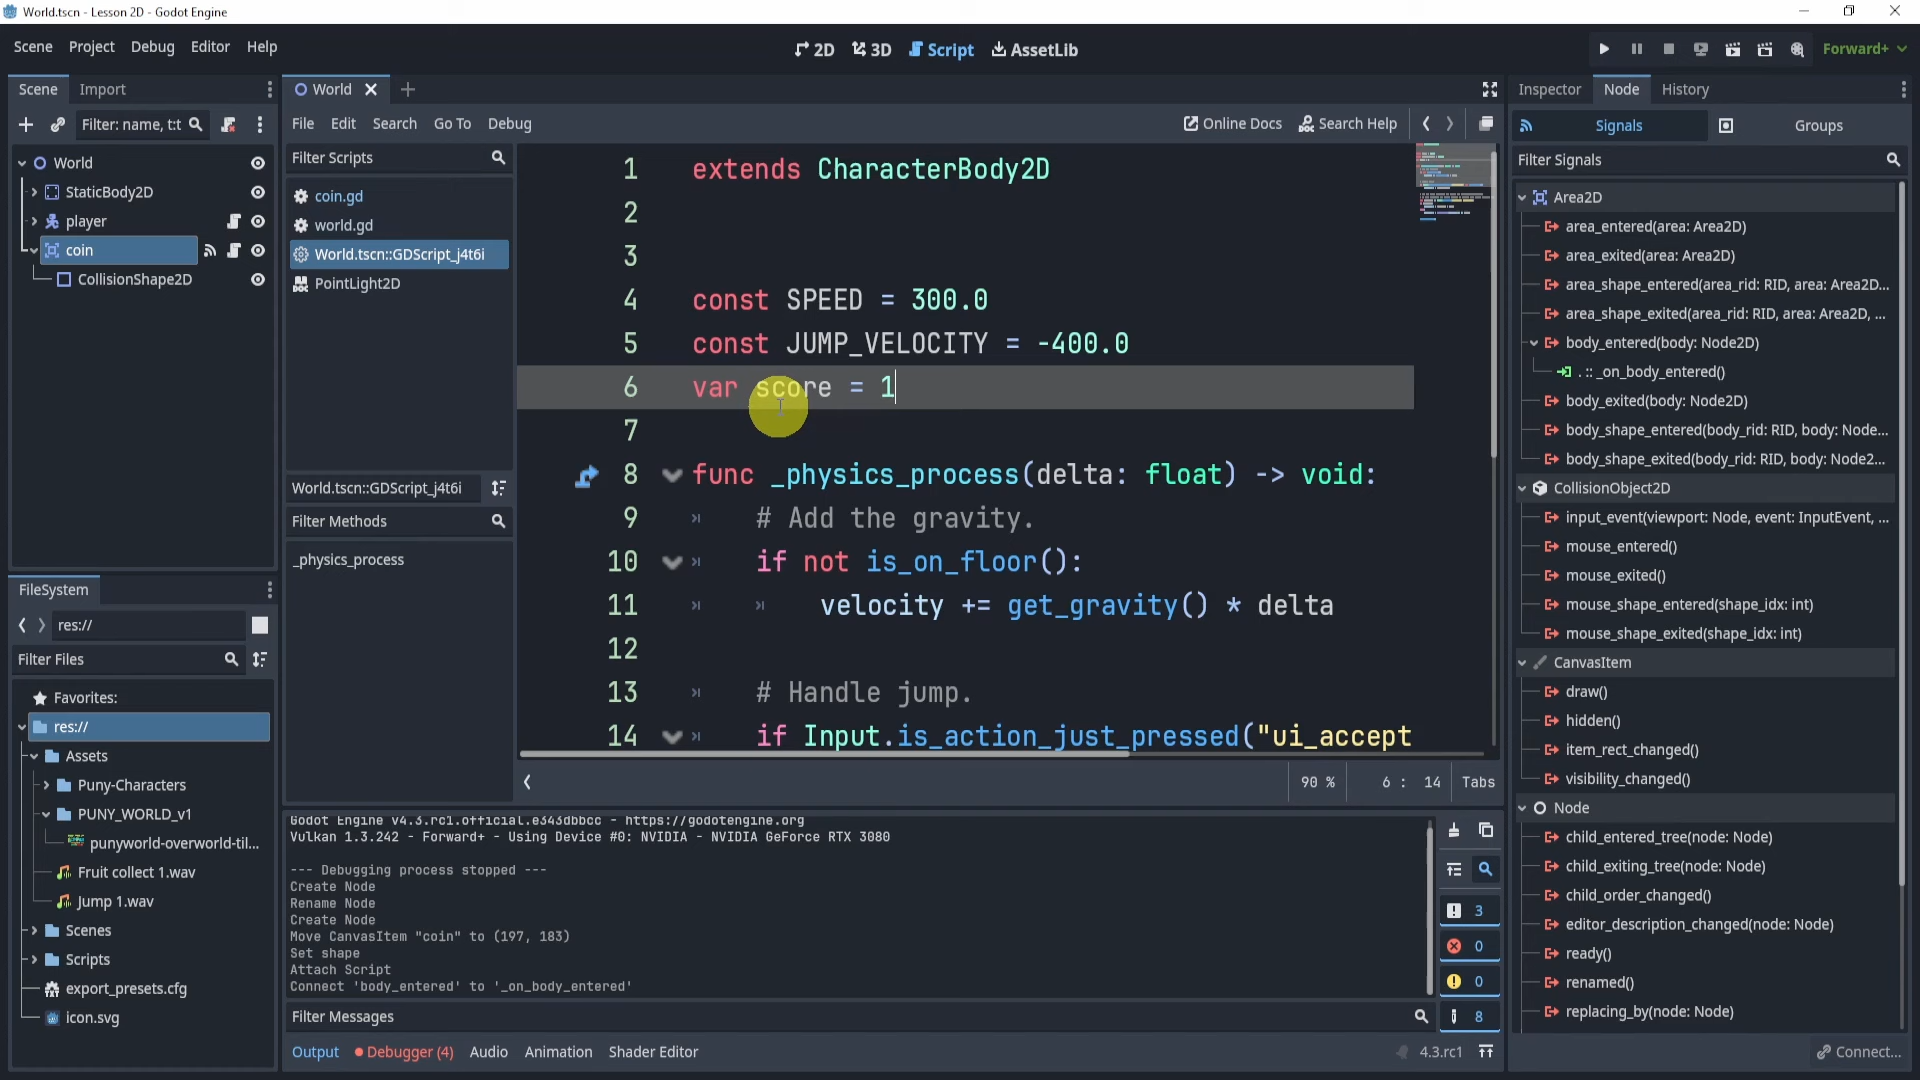 World.tscn - Lesson 2D - Godot Engine
Scene Project Debug Editor Help
2D 3D Script AssetLib
Forward+
Scene Import
Filter: name, t:t
World
StaticBody2D
player
coin
CollisionShape2D
FileSystem
res://
Filter Files
Favorites:
res://
Assets
Puny-Characters
PUNY_WORLD_v1
punyworld-overworld-til...
Fruit collect 1.wav
Jump 1.wav
Scenes
Scripts
export_presets.cfg
icon.svg
World
File Edit Search Go To Debug
Online Docs Search Help
Filter Scripts
coin.gd
world.gd
World.tscn::GDScript_j4t6i
PointLight2D
World.tscn::GDScript_j4t6i
Filter Methods
_physics_process
1 extends CharacterBody2D
2
3
4 const SPEED = 300.0
5 const JUMP_VELOCITY = -400.0
6 var score = 1
7
8 func _physics_process(delta: float) -> void:
9 # Add the gravity.
10 if not is_on_floor():
11 velocity += get_gravity() * delta
12
13 # Handle jump.
14 if Input.is_action_just_pressed("ui_accept
90 % 6 : 14 Tabs
Godot Engine v4.3.rc1.official.e343dbbcc - https://godotengine.org
Vulkan 1.3.242 - Forward+ - Using Device #0: NVIDIA - NVIDIA GeForce RTX 3080
--- Debugging process stopped ---
Create Node
Rename Node
Create Node
Move CanvasItem "coin" to (197, 183)
Set shape
Attach Script
Connect 'body_entered' to '_on_body_entered'
3
0
0
8
Filter Messages
Output Debugger (4) Audio Animation Shader Editor
4.3.rc1
Inspector Node History
Signals Groups
Filter Signals
Area2D
area_entered(area: Area2D)
area_exited(area: Area2D)
area_shape_entered(area_rid: RID, area: Area2D...
area_shape_exited(area_rid: RID, area: Area2D, ...
body_entered(body: Node2D)
. :: _on_body_entered()
body_exited(body: Node2D)
body_shape_entered(body_rid: RID, body: Node...
body_shape_exited(body_rid: RID, body: Node2...
CollisionObject2D
input_event(viewport: Node, event: InputEvent, ...
mouse_entered()
mouse_exited()
mouse_shape_entered(shape_idx: int)
mouse_shape_exited(shape_idx: int)
CanvasItem
draw()
hidden()
item_rect_changed()
visibility_changed()
Node
child_entered_tree(node: Node)
child_exiting_tree(node: Node)
child_order_changed()
editor_description_changed(node: Node)
ready()
renamed()
replacing_by(node: Node)
Connect...